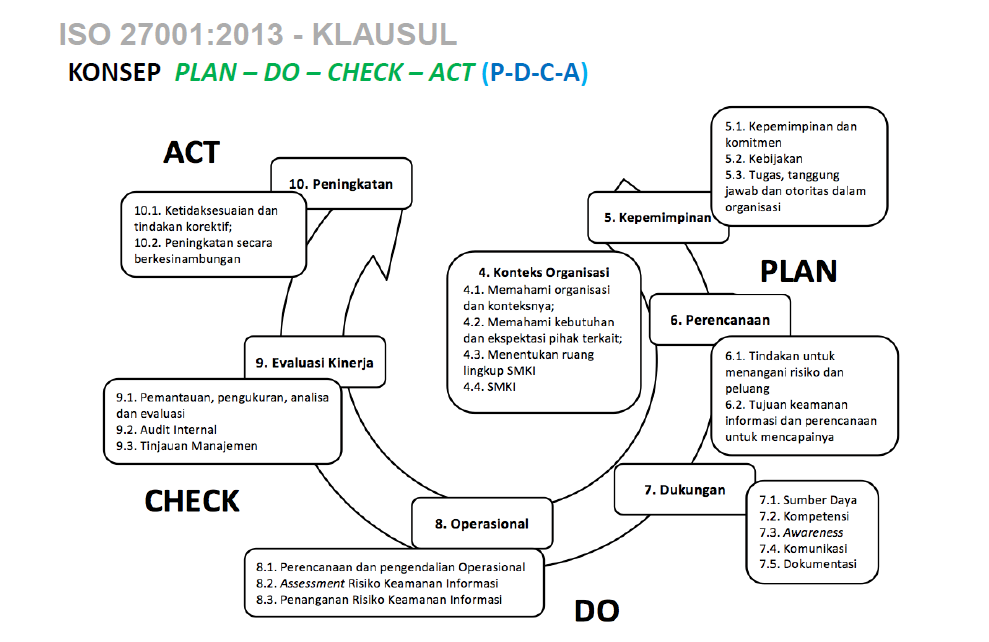 ISO 27001:2013 - KLAUSUL
KONSEP PLAN – DO – CHECK – ACT (P-D-C-A)
ACT
10. Peningkatan
10.1. Ketidaksesuaian dan
tindakan korektif;
10.2. Peningkatan secara
berkesinambungan
5.1. Kepemimpinan dan
komitmen
5.2. Kebijakan
5.3. Tugas, tanggung
jawab dan otoritas dalam
organisasi
5. Kepemimpinan
PLAN
4. Konteks Organisasi
4.1. Memahami organisasi
dan konteksnya;
4.2. Memahami kebutuhan
dan ekspektasi pihak terkait;
4.3. Menentukan ruang
lingkup SMKI
4.4. SMKI
6. Perencanaan
6.1. Tindakan untuk
menangani risiko dan
peluang
6.2. Tujuan keamanan
informasi dan perencanaan
untuk mencapainya
9. Evaluasi Kinerja
9.1. Pemantauan, pengukuran, analisa
dan evaluasi
9.2. Audit Internal
9.3. Tinjauan Manajemen
CHECK
7. Dukungan
7.1. Sumber Daya
7.2. Kompetensi
7.3. Awareness
7.4. Komunikasi
7.5. Dokumentasi
8. Operasional
8.1. Perencanaan dan pengendalian Operasional
8.2. Assessment Risiko Keamanan Informasi
8.3. Penanganan Risiko Keamanan Informasi
DO